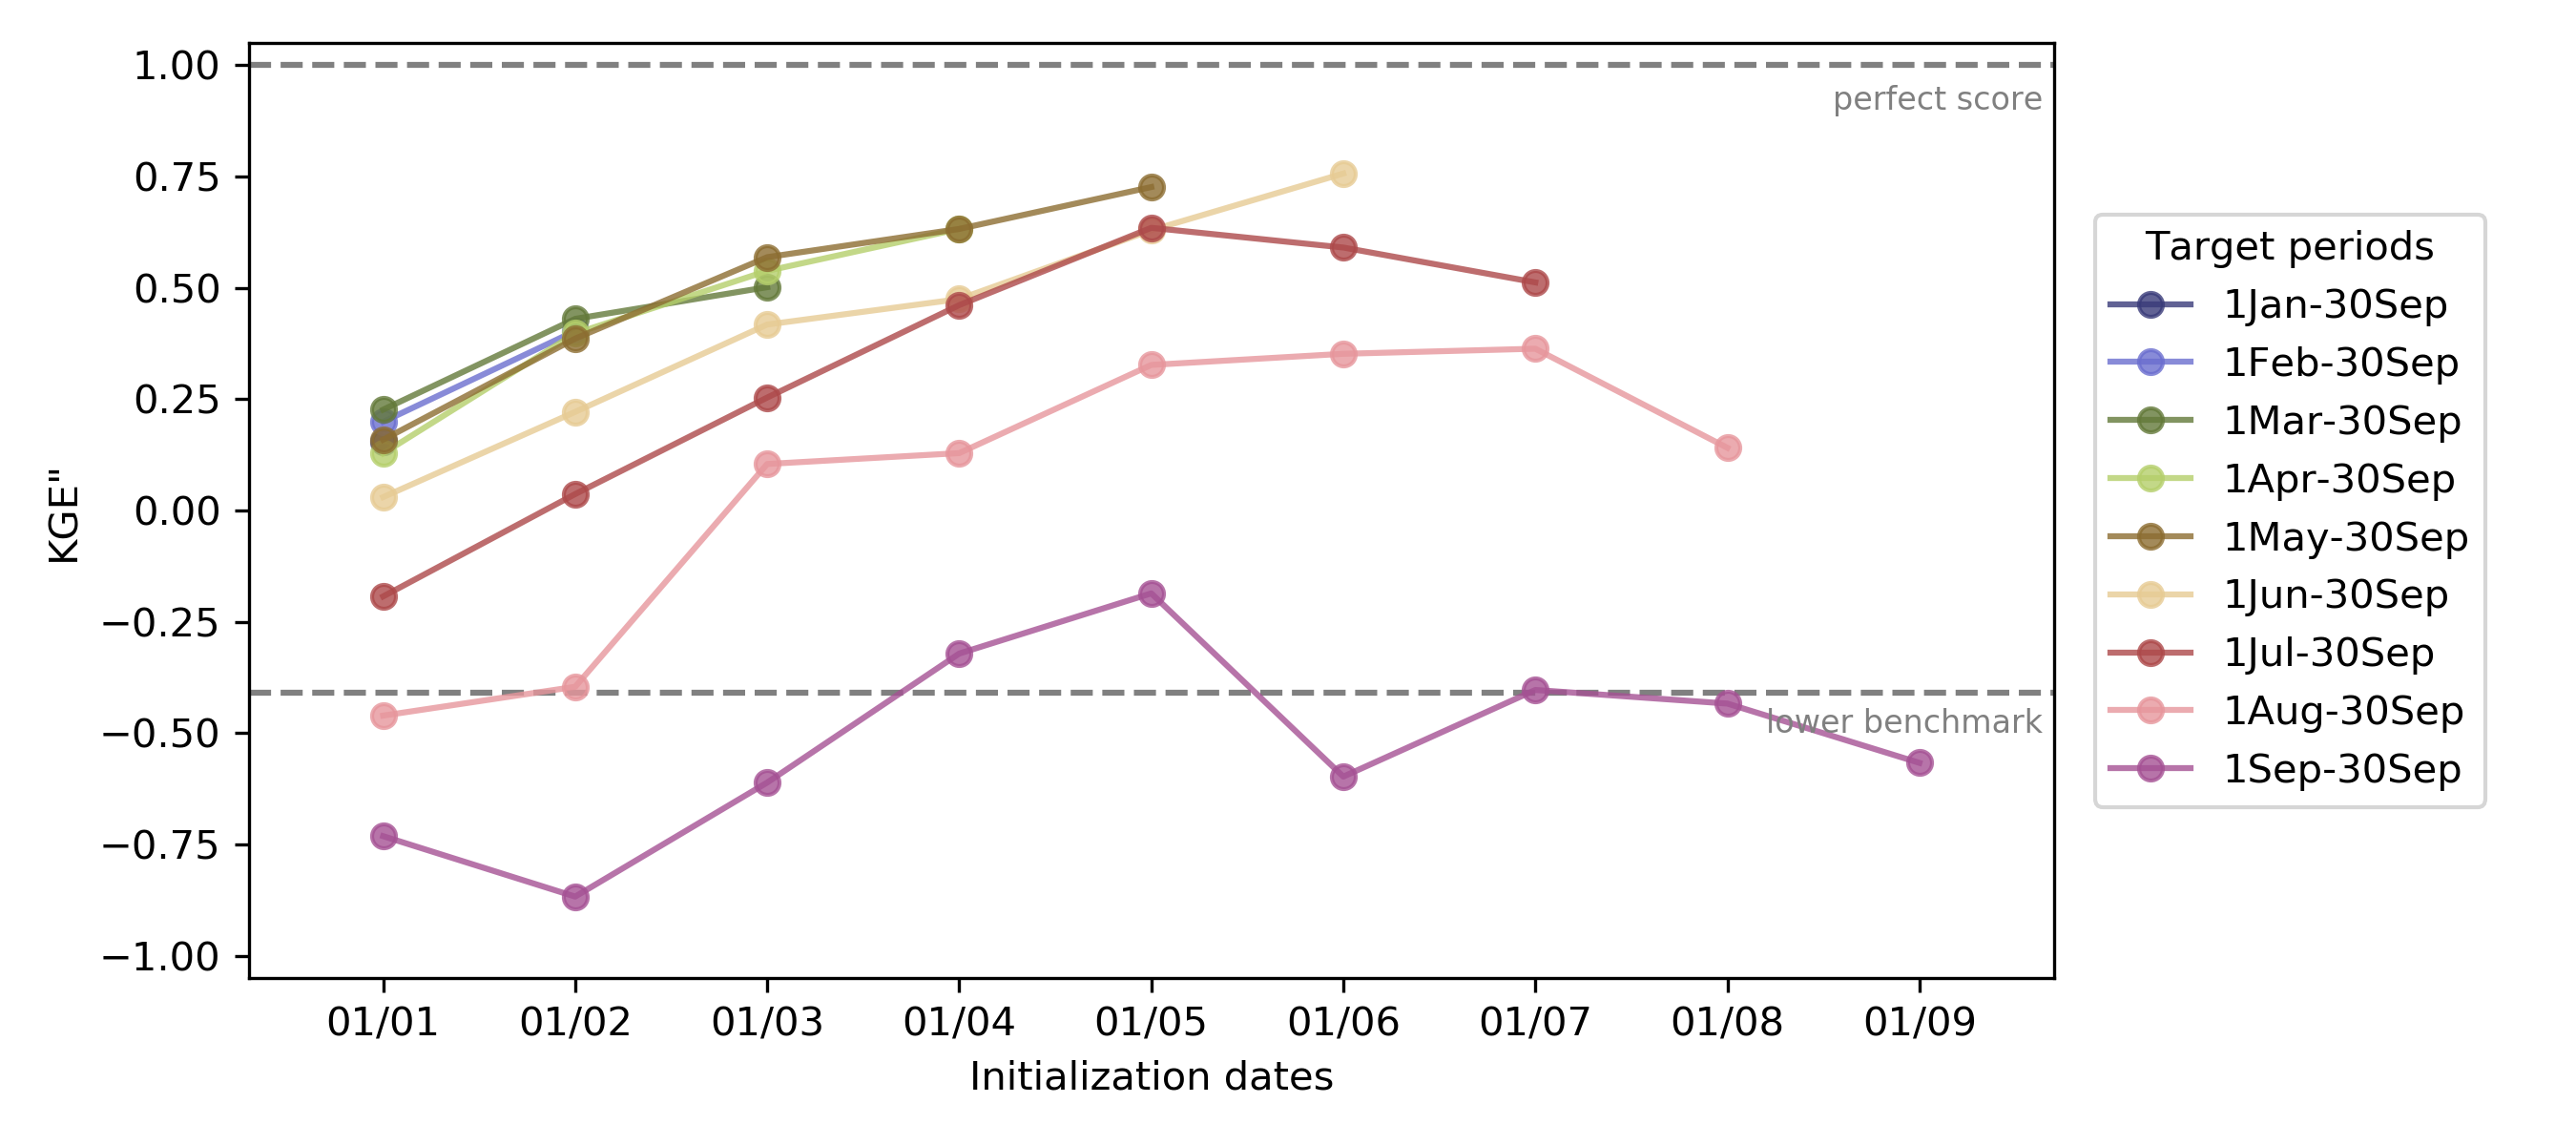 1.00
0.75
0.50
0.25
0.00
−0.25
−0.50
−0.75
−1.00
KGE"
perfect score
lower benchmark
01/01 01/02 01/03 01/04 01/05 01/06 01/07 01/08 01/09
Initialization dates
Target periods
1Jan-30Sep
1Feb-30Sep
1Mar-30Sep
1Apr-30Sep
1May-30Sep
1Jun-30Sep
1Jul-30Sep
1Aug-30Sep
1Sep-30Sep